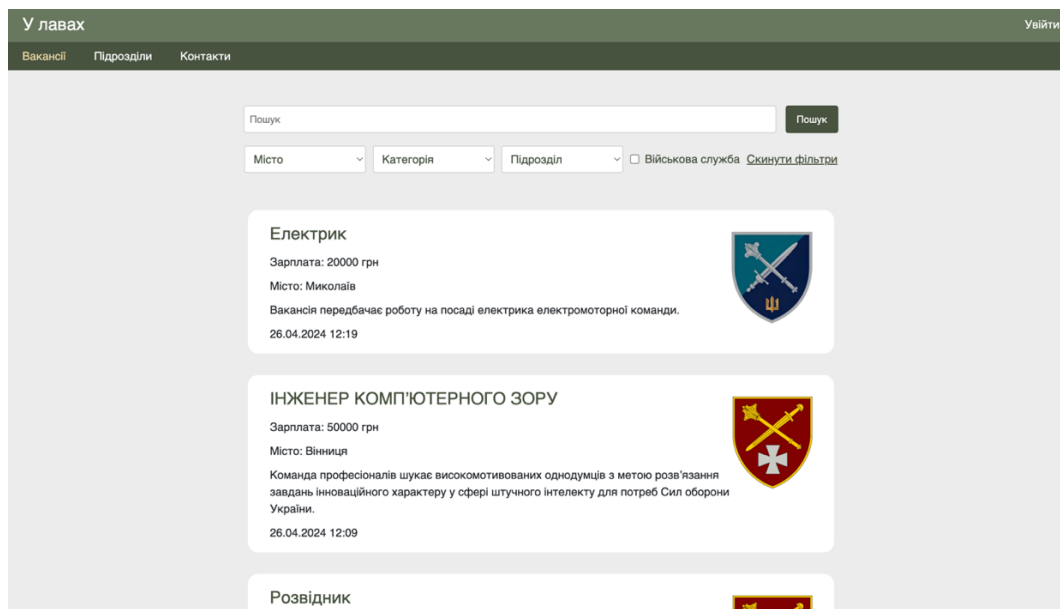 У лавах
Увійти
Вакансії Підрозділи Контакти
Пошук Пошук
Місто Категорія Підрозділ Військова служба Скинути фільтри
Електрик
Зарплата: 20000 грн
Місто: Миколаїв
Вакансія передбачає роботу на посаді електрика електромоторної команди.
26.04.2024 12:19
ІНЖЕНЕР КОМП'ЮТЕРНОГО ЗОРУ
Зарплата: 50000 грн
Місто: Вінниця
Команда професіоналів шукає високомотивованих однодумців з метою розв'язання
завдань інноваційного характеру у сфері штучного інтелекту для потреб Сил оборони
України.
26.04.2024 12:09
Розвідник